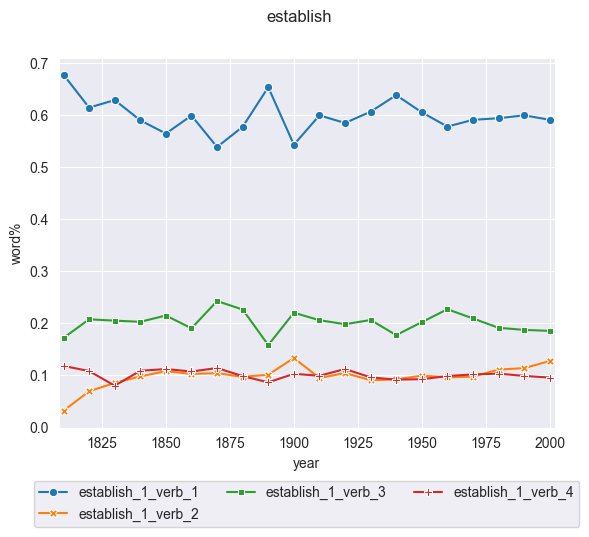 establish
0.7
0.6
0.5
0.4
0.3
0.2
0.1
0.0
word%
1825 1850 1875 1900 1925 1950 1975 2000
year
establish_1_verb_1 establish_1_verb_3 establish_1_verb_4
establish_1_verb_2